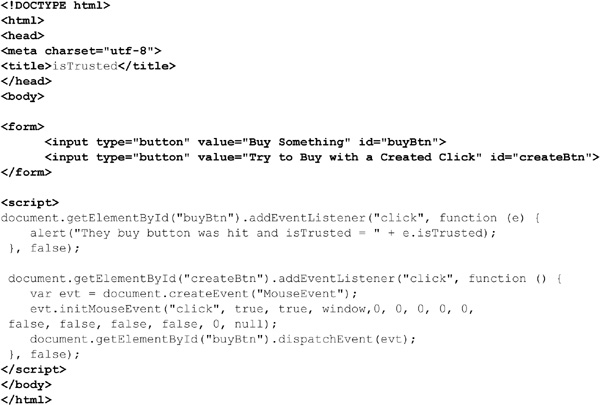 <!DOCTYPE html>
<html>
<head>
<meta charset="utf-8">
<title>isTrusted</title>
</head>
<body>
<form>
<input type="button" value="Buy Something" id="buyBtn">
<input type="button" value="Try to Buy with a Created Click" id="createBtn">
</form>
<script>
document.getElementById("buyBtn").addEventListener("click", function (e) {
alert("They buy button was hit and isTrusted = " + e.isTrusted);
}, false);
document.getElementById("createBtn").addEventListener("click", function () {
var evt = document.createEvent("MouseEvent");
evt.initMouseEvent("click", true, true, window,0, 0, 0, 0, 0,
false, false, false, false, 0, null);
document.getElementById("buyBtn").dispatchEvent(evt);
}, false);
</script>
</body>
</html>